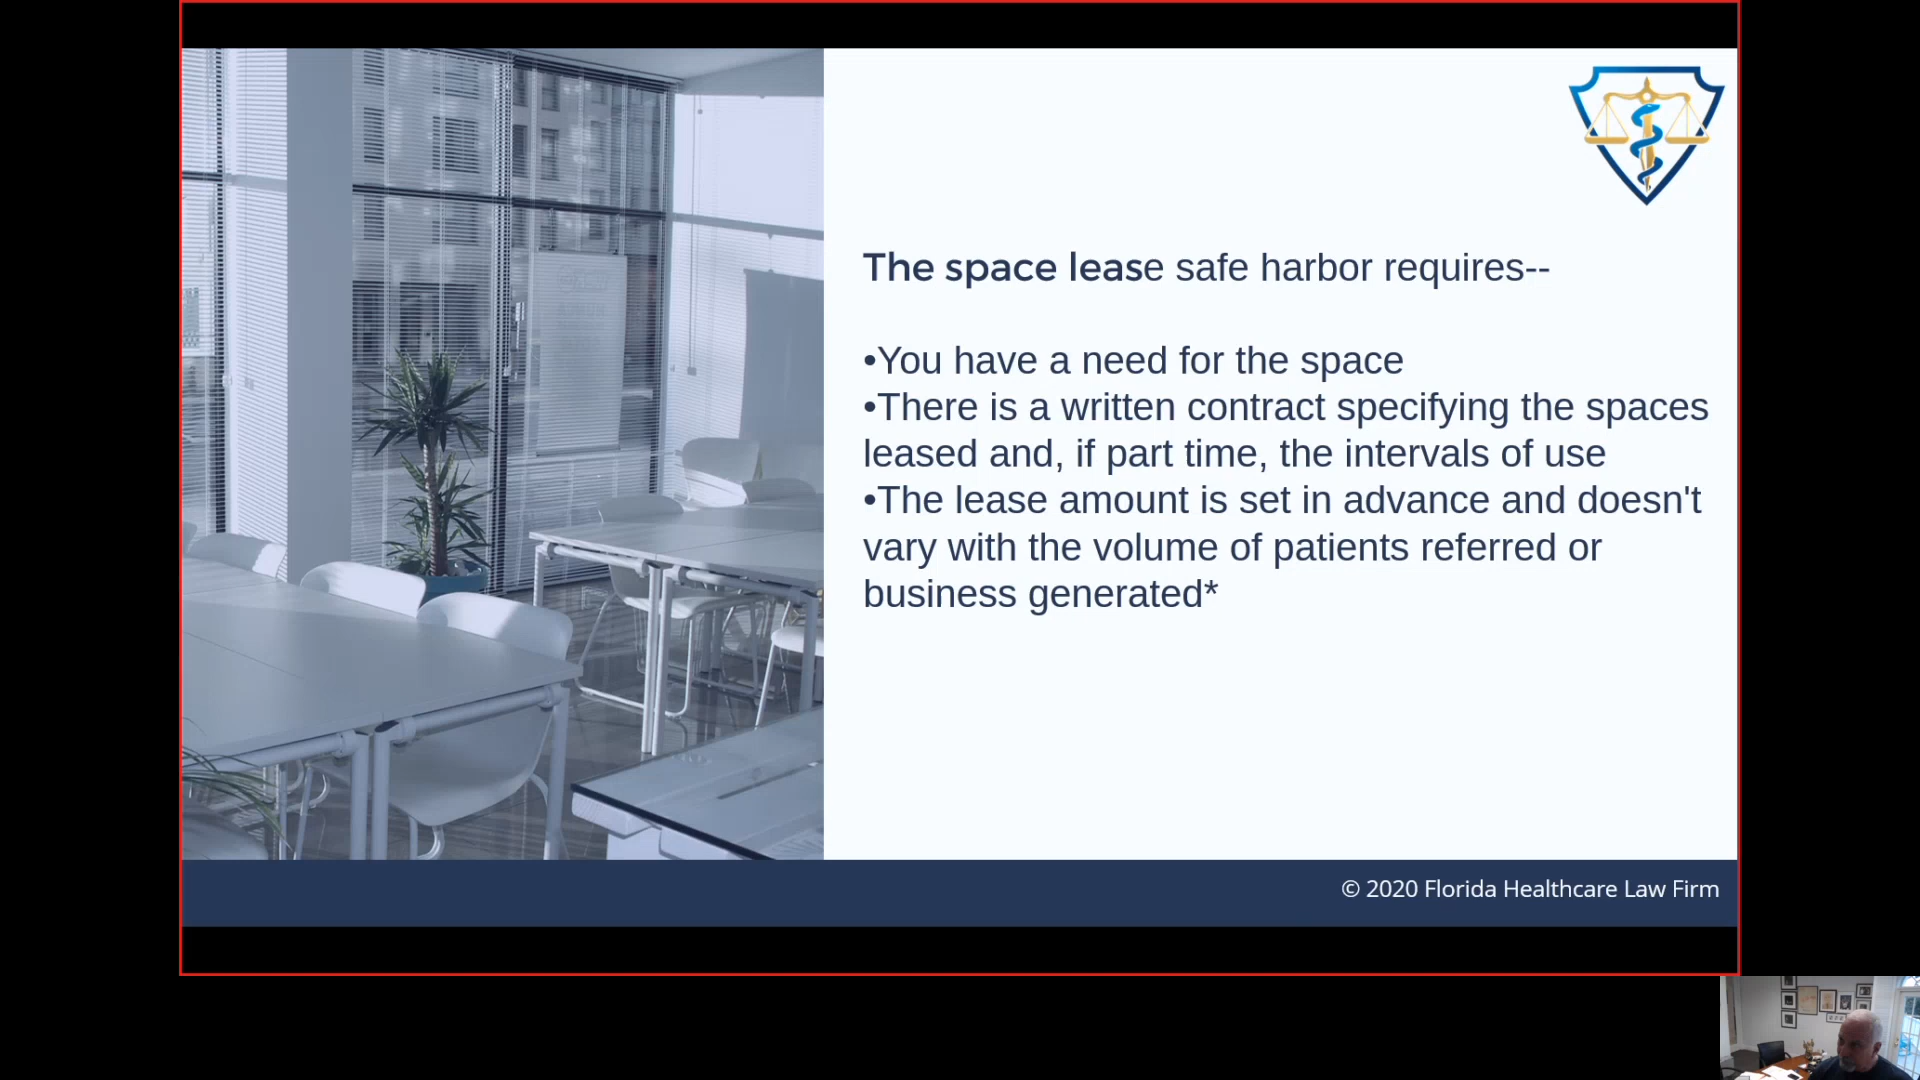 The space lease safe harbor requires--
•You have a need for the space
•There is a written contract specifying the spaces
leased and, if part time, the intervals of use
•The lease amount is set in advance and doesn't
vary with the volume of patients referred or
business generated*
© 2020 Florida Healthcare Law Firm